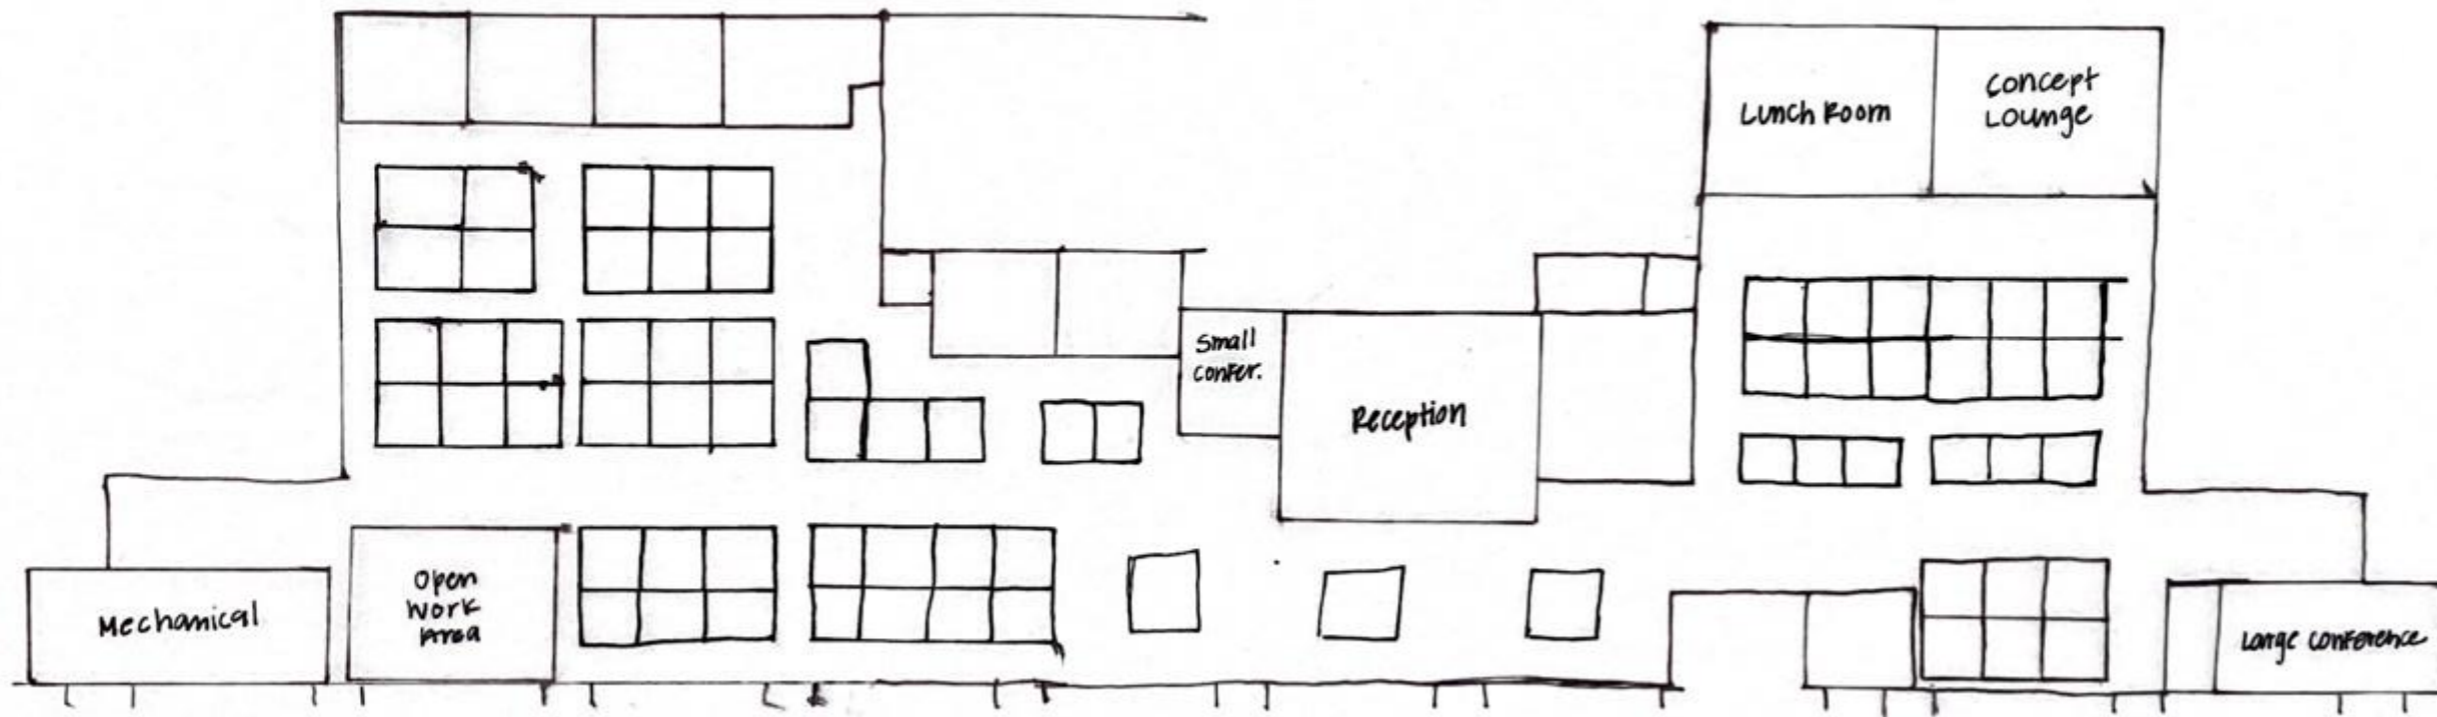 Lunch Room
Concept
Lounge
Small
Confer.
Reception
Mechanical
Open
Work
Area
Large Conference